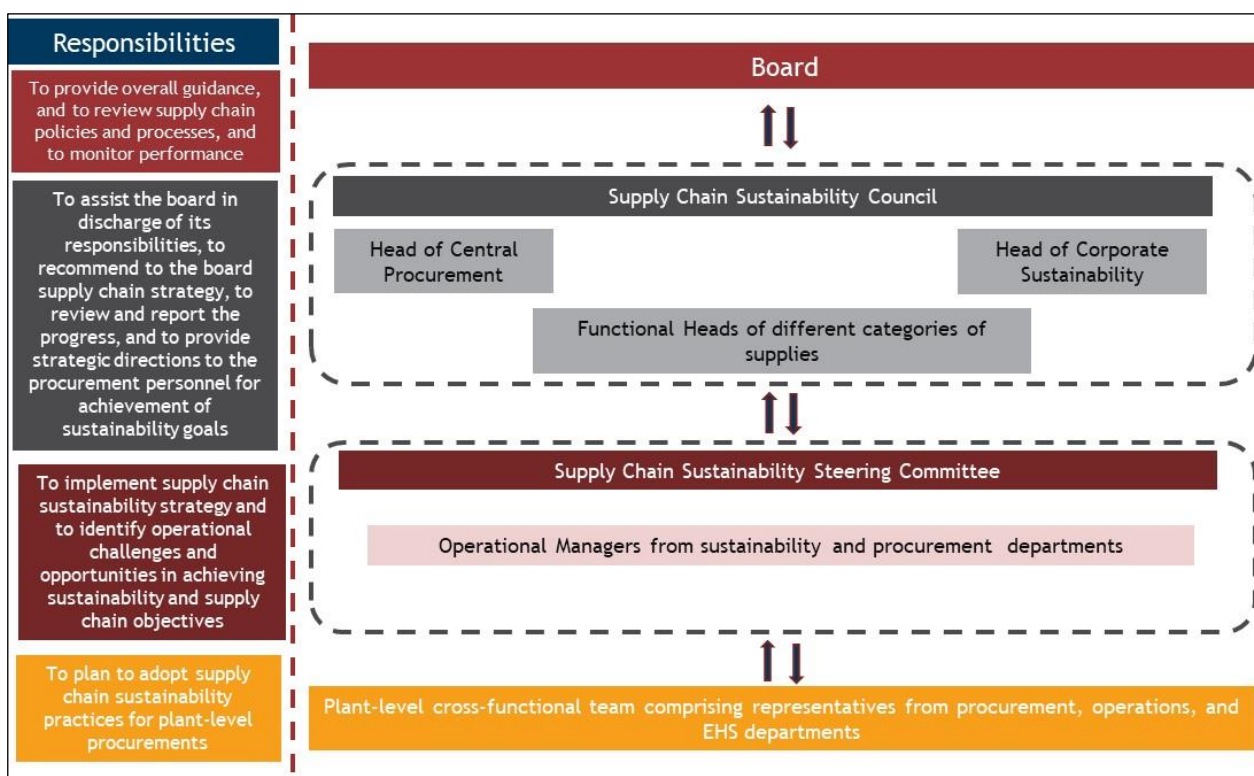 Responsibilities
To provide overall guidance,
and to review supply chain
policies and processes, and
to monitor performance
To assist the board in
discharge of its
responsibilities, to
recommend to the board
supply chain strategy, to
review and report the
progress, and to provide
strategic directions to the
procurement personnel for
achievement of
sustainability goals
To implement supply chain
sustainability strategy and
to identify operational
challenges and
opportunities in achieving
sustainability and supply
chain objectives
To plan to adopt supply
chain sustainability
practices for plant-level
procurements
Board
Supply Chain Sustainability Council
Head of Central
Procurement
Head of Corporate
Sustainability
Functional Heads of different categories of
supplies
Supply Chain Sustainability Steering Committee
Operational Managers from sustainability and procurement departments
Plant-level cross-functional team comprising representatives from procurement, operations, and
EHS departments